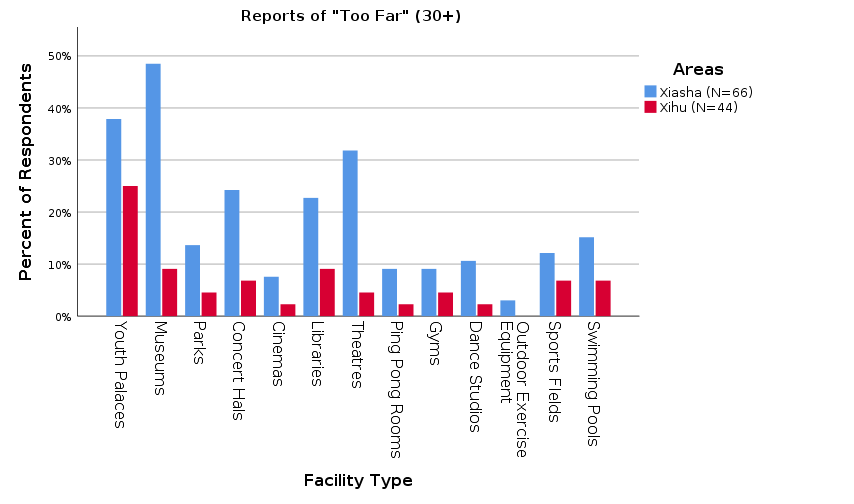 Reports of "Too Far" (30+)
Percent of Respondents
50%
40%
30%
20%
10%
0%
Areas
Xiasha (N=66)
Xihu (N=44)
Youth Palaces
Museums
Parks
Concert Hals
Cinemas
Libraries
Theatres
Ping Pong Rooms
Gyms
Dance Studios
Outdoor Exercise
Equipment
Sports FIelds
Swimming Pools
Facility Type